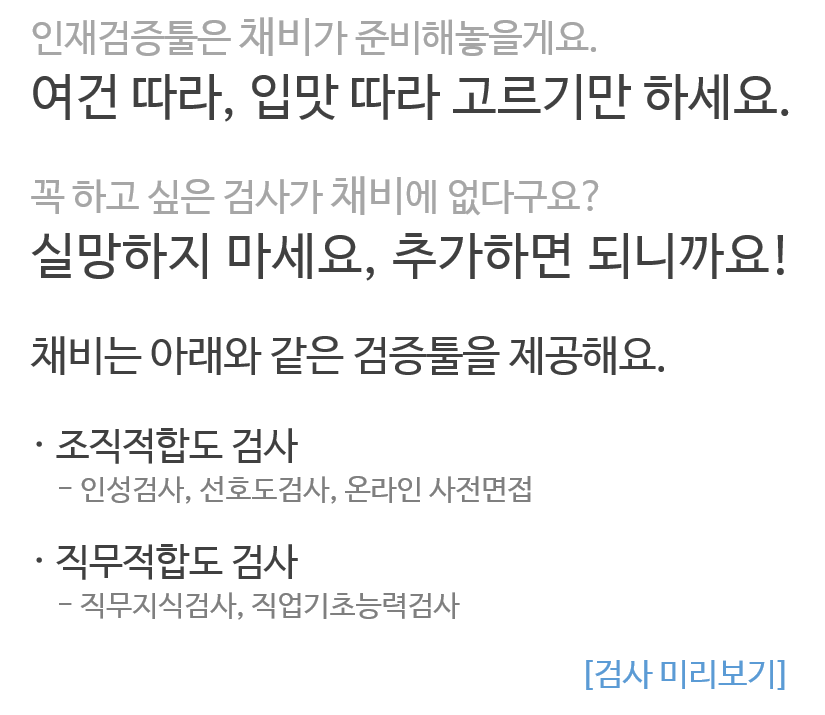 인재검증툴은 채비가 준비해놓을게요.
여건 따라, 입맛 따라 고르기만 하세요.
꼭 하고 싶은 검사가 채비에 없다구요?
실망하지 마세요, 추가하면 되니까요!
채비는 아래와 같은 검증툴을 제공해요.
· 조직적합도 검사
- 인성검사, 선호도검사, 온라인 사전면접
· 직무적합도 검사
- 직무지식검사, 직업기초능력검사
[검사 미리보기]